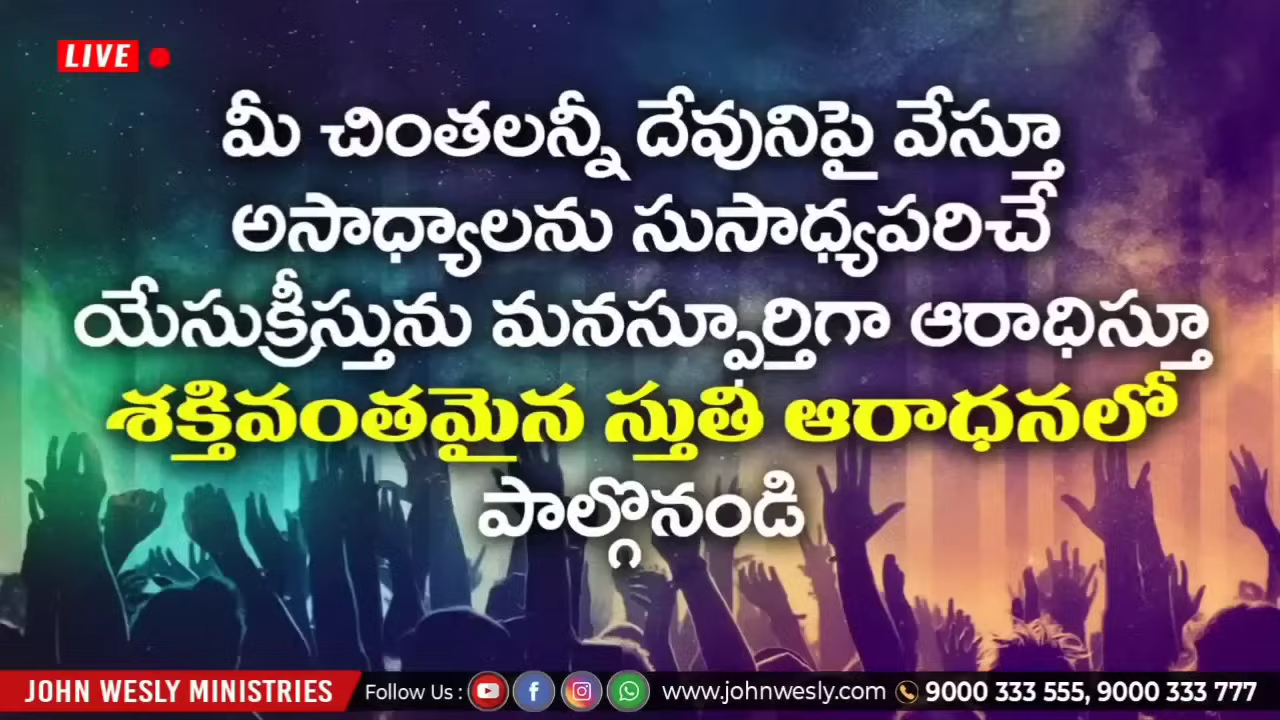 LIVE
మీ చింతలన్నీ దేవునిపై వేస్తూ
అసాధ్యాలను సుసాధ్యపరిచే
యేసుక్రీస్తును మనస్ఫూర్తిగా ఆరాధిస్తూ
శక్తివంతమైన స్తుతి ఆరాధనలో
పాల్గొనండి
JOHN WESLY MINISTRIES Follow Us : www.johnwesly.com 9000 333 555, 9000 333 777